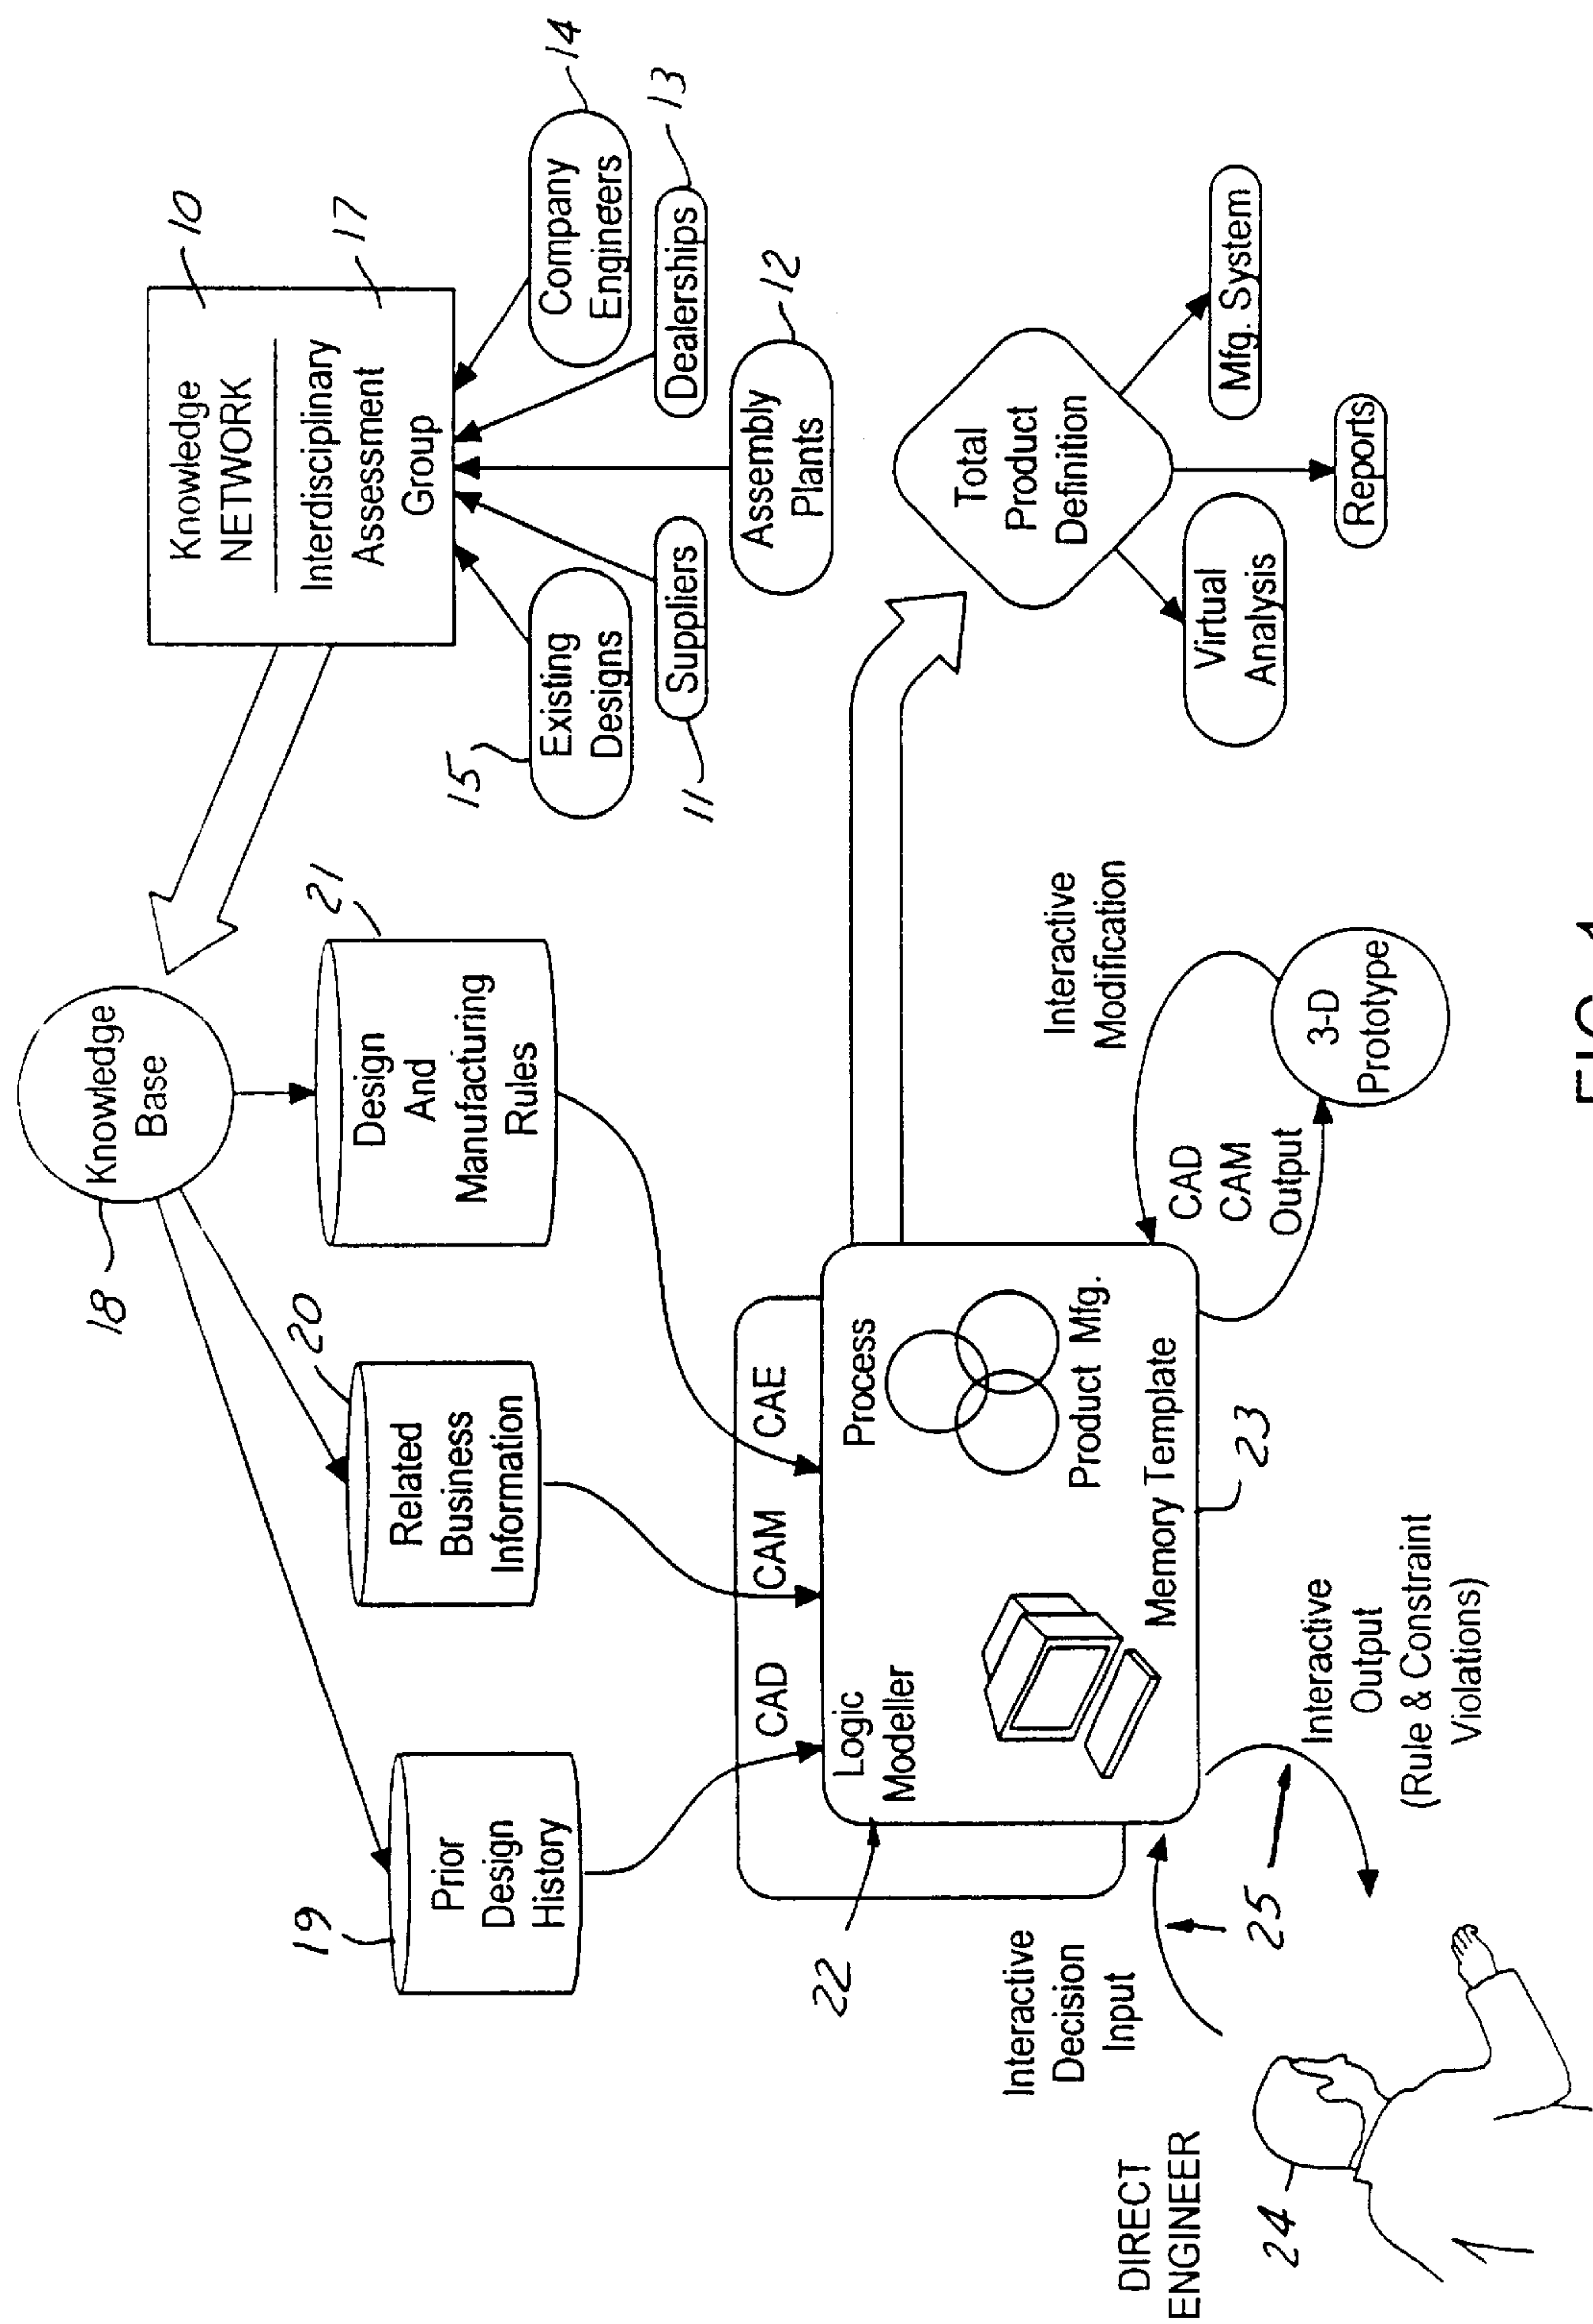 18
Knowledge
Base
10
Knowledge
NETWORK
17
Interdisciplinary
Assessment
Group
19
Prior
Design
History
20
Related
Business
Information
21
Design
And
Manufacturing
Rules
15
Existing
Designs
14
Company
Engineers
11
Suppliers
13
Dealerships
12
Assembly
Plants
CAD CAM CAE
22
Logic
Modeller
Process
Product Mfg.
Memory Template
23
Total
Product
Definition
Virtual
Analysis
Mfg. System
Reports
Interactive
Modification
CAD
CAM
Output
3-D
Prototype
Interactive
Decision
Input
25
Interactive
Output
(Rule & Constraint
Violations)
DIRECT
ENGINEER
24